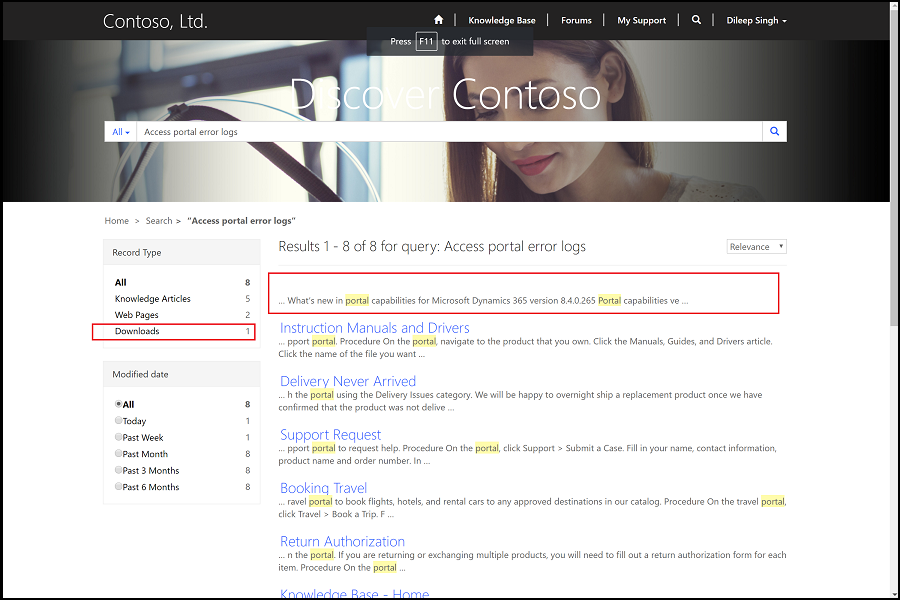 Contoso, Ltd.
Knowledge Base
Forums
My Support
Dileep Singh
Press F11 to exit full screen
Discover Contoso
All
Access portal error logs
Home > Search > "Access portal error logs"
Record Type
All 8
Knowledge Articles 5
Web Pages 2
Downloads 1
Modified date
All 8
Today 1
Past Week 1
Past Month 8
Past 3 Months 8
Past 6 Months 8
Results 1 - 8 of 8 for query: Access portal error logs
Relevance
... What's new in portal capabilities for Microsoft Dynamics 365 version 8.4.0.265 Portal capabilities ve ...
Instruction Manuals and Drivers
... pport portal. Procedure On the portal, navigate to the product that you own. Click the Manuals, Guides, and Drivers article.
Click the name of the file you want ...
Delivery Never Arrived
... h the portal using the Delivery Issues category. We will be happy to overnight ship a replacement product once we have
confirmed that the product was not delive ...
Support Request
... pport portal to request help. Procedure On the portal, click Support > Submit a Case. Fill in your name, contact information,
product name and order number. In ...
Booking Travel
... ravel portal to book flights, hotels, and rental cars to any approved destinations in our catalog. Procedure On the travel portal,
click Travel > Book a Trip. F ...
Return Authorization
... n the portal. If you are returning or exchanging multiple products, you will need to fill out a return authorization form for each
item. Procedure On the portal ...
Knowledge Base - Home